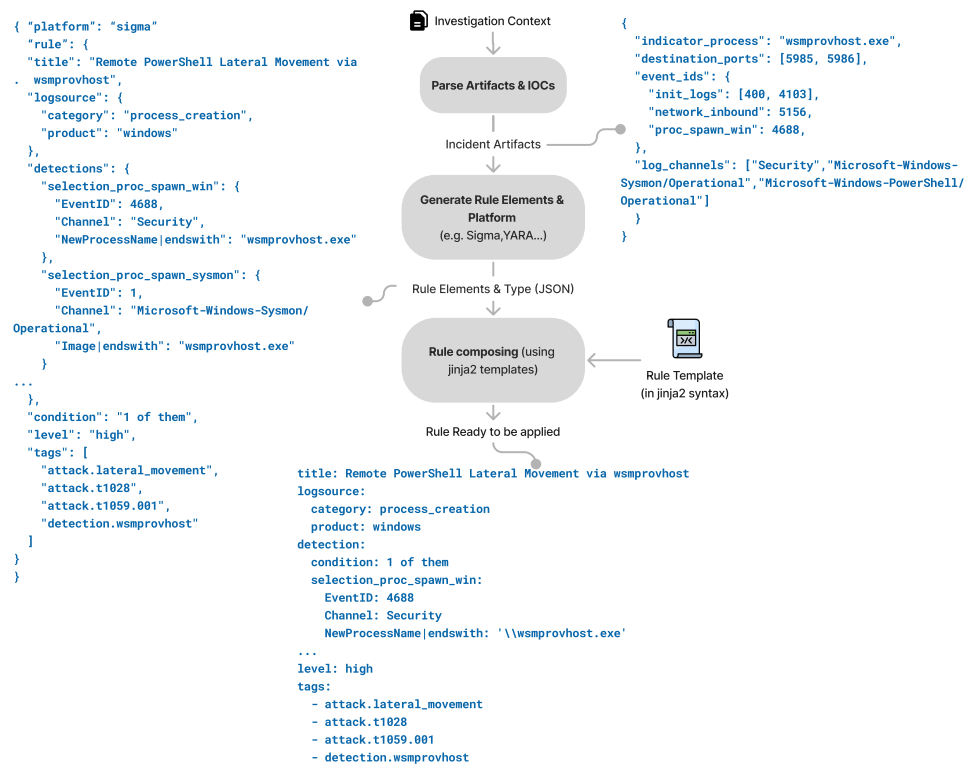 { “platform”: “sigma”
“rule”: {
"title": "Remote PowerShell Lateral Movement via
.  wsmprovhost",
"logsource": {
"category": "process_creation",
"product": "windows"
},
"detections": {
"selection_proc_spawn_win": {
"EventID": 4688,
"Channel": "Security",
"NewProcessName|endswith": "wsmprovhost.exe"
},
"selection_proc_spawn_sysmon": {
"EventID": 1,
"Channel": "Microsoft-Windows-Sysmon/
Operational",
"Image|endswith": "wsmprovhost.exe"
}
...
},
"condition": "1 of them",
"level": "high",
"tags": [
"attack.lateral_movement",
"attack.t1028",
"attack.t1059.001",
"detection.wsmprovhost"
]
}
}
Investigation Context
Parse Artifacts & IOCs
Incident Artifacts
Generate Rule Elements &
Platform
(e.g. Sigma,YARA...)
Rule Elements & Type (JSON)
Rule composing (using
jinja2 templates)
Rule Ready to be applied
{
"indicator_process": "wsmprovhost.exe",
"destination_ports": [5985, 5986],
"event_ids": {
"init_logs": [400, 4103],
"network_inbound": 5156,
"proc_spawn_win": 4688,
},
"log_channels": ["Security","Microsoft-Windows-
Sysmon/Operational","Microsoft-Windows-PowerShell/
Operational"]
}
}
Rule Template
(in jinja2 syntax)
title: Remote PowerShell Lateral Movement via wsmprovhost
logsource:
category: process_creation
product: windows
detection:
condition: 1 of them
selection_proc_spawn_win:
EventID: 4688
Channel: Security
NewProcessName|endswith: '\\wsmprovhost.exe'
...
level: high
tags:
- attack.lateral_movement
- attack.t1028
- attack.t1059.001
- detection.wsmprovhost